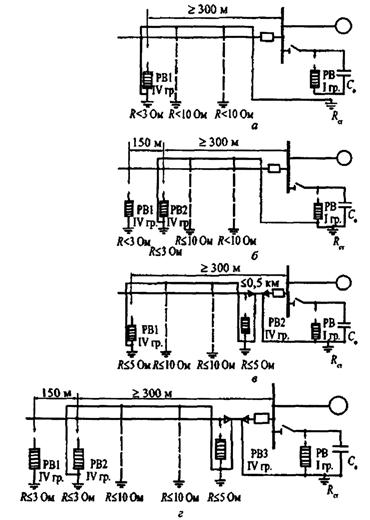 ≥ 300 м
РВ1
IV гр.
РВ
I гр.
C₀
R<3 Ом R<10 Ом R<10 Ом
Rст
а
150 м ≥ 300 м
РВ1
IV гр.
РВ2
IV гр.
РВ
I гр.
C₀
R<3 Ом R≤10 Ом R<10 Ом
R≤3 Ом
Rст
б
≥ 300 м
≤0,5 км
РВ1
IV гр.
РВ2
IV гр.
РВ
I гр.
C₀
R≤5 Ом R≤10 Ом R≤10 Ом R≤5 Ом
Rст
в
150 м ≥ 300 м
РВ1
IV гр.
РВ2
IV гр.
РВ3
IV гр.
РВ
I гр.
C₀
R≤3 Ом R≤3 Ом R≤10 Ом R≤10 Ом R≤5 Ом
Rст
г